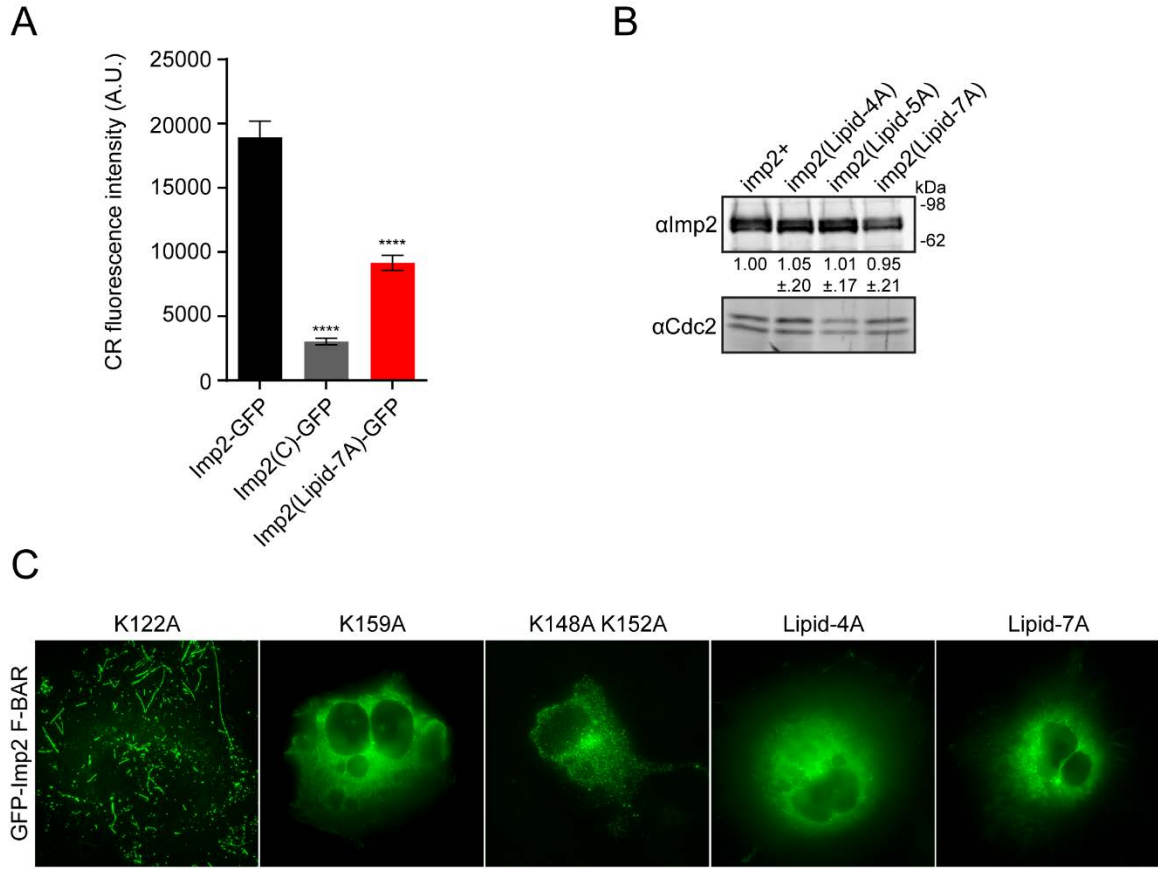 A
CR fluorescence intensity (A.U.)
25000
20000
15000
10000
5000
0
****
****
Imp2-GFP
Imp2(C)-GFP
Imp2(Lipid-7A)-GFP
B
imp2+
imp2(Lipid-4A)
imp2(Lipid-5A)
imp2(Lipid-7A)
kDa
-98
αImp2
-62
1.00 1.05 1.01 0.95
±.20 ±.17 ±.21
αCdc2
C
K122A K159A K148A K152A Lipid-4A Lipid-7A
GFP-Imp2 F-BAR